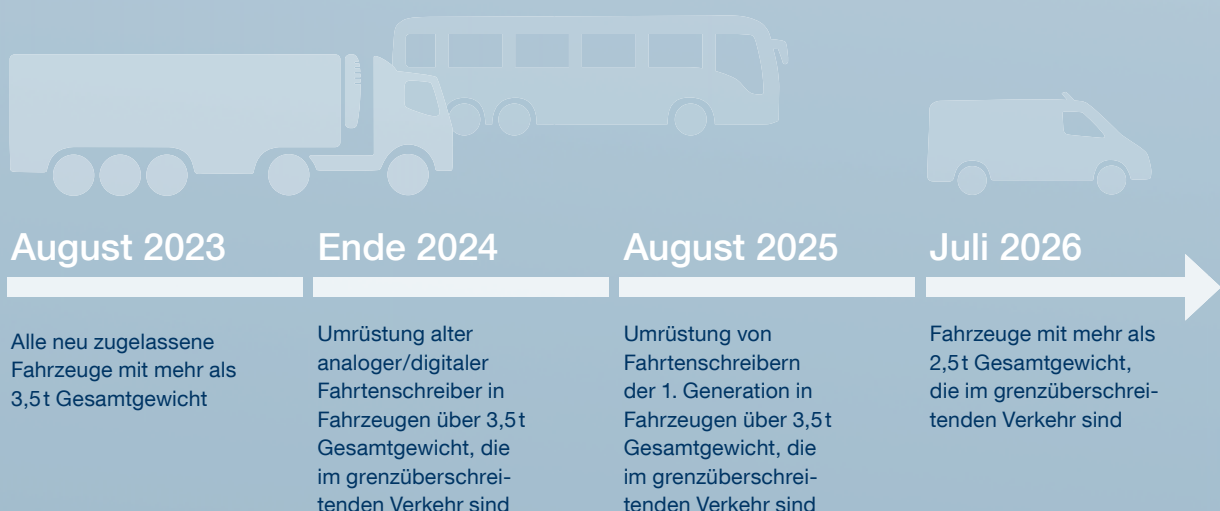 August 2023
Alle neu zugelassene
Fahrzeuge mit mehr als
3,5 t Gesamtgewicht
Ende 2024
Umrüstung alter
analoger/digitaler
Fahrtenschreiber in
Fahrzeugen über 3,5 t
Gesamtgewicht, die
im grenzüberschrei-
tenden Verkehr sind
August 2025
Umrüstung von
Fahrtenschreibern
der 1. Generation in
Fahrzeugen über 3,5 t
Gesamtgewicht, die
im grenzüberschrei-
tenden Verkehr sind
Juli 2026
Fahrzeuge mit mehr als
2,5 t Gesamtgewicht,
die im grenzüberschrei-
tenden Verkehr sind